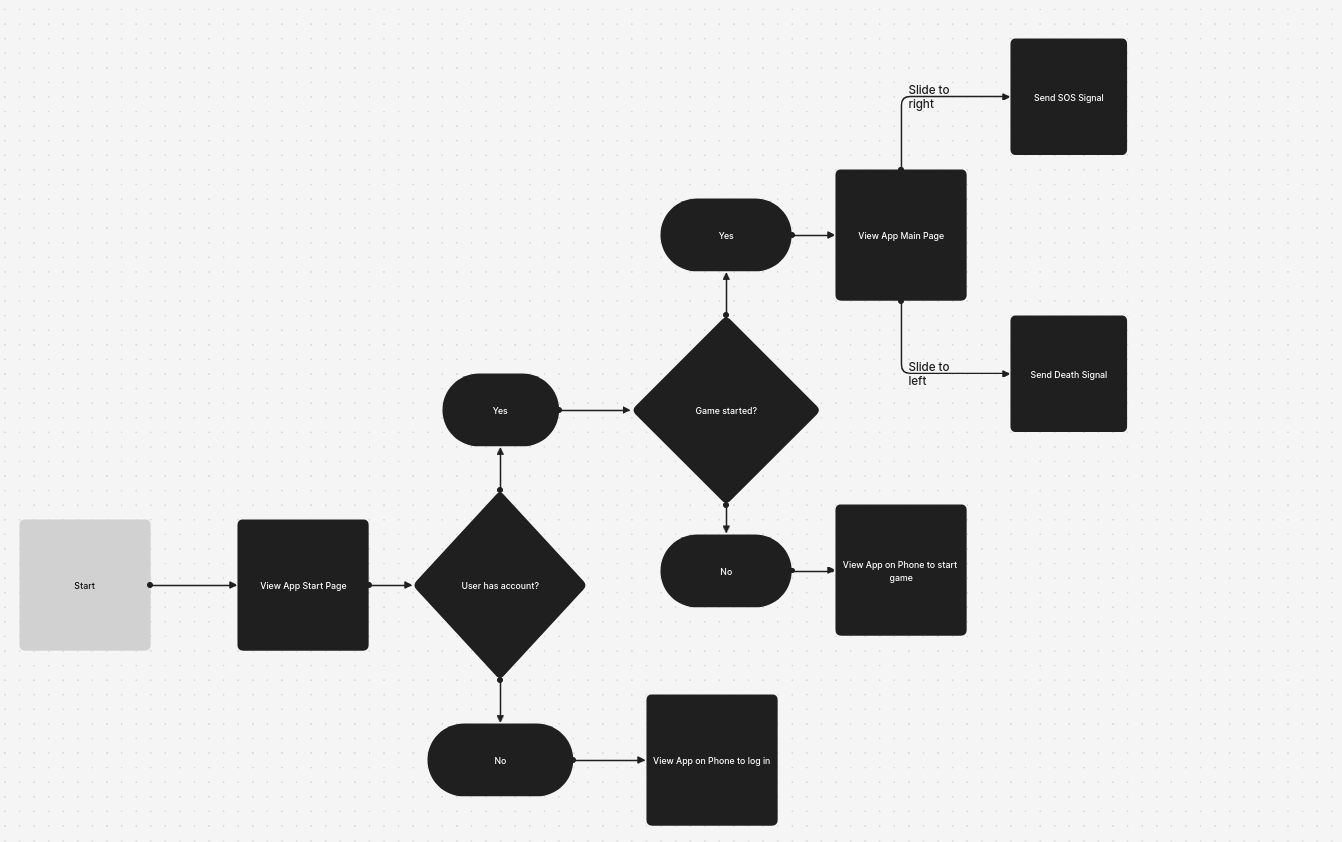 Start
View App Start Page
User has account?
Yes
No
View App on Phone to log in
Game started?
Yes
No
View App on Phone to start
game
View App Main Page
Slide to
right
Send SOS Signal
Slide to
left
Send Death Signal